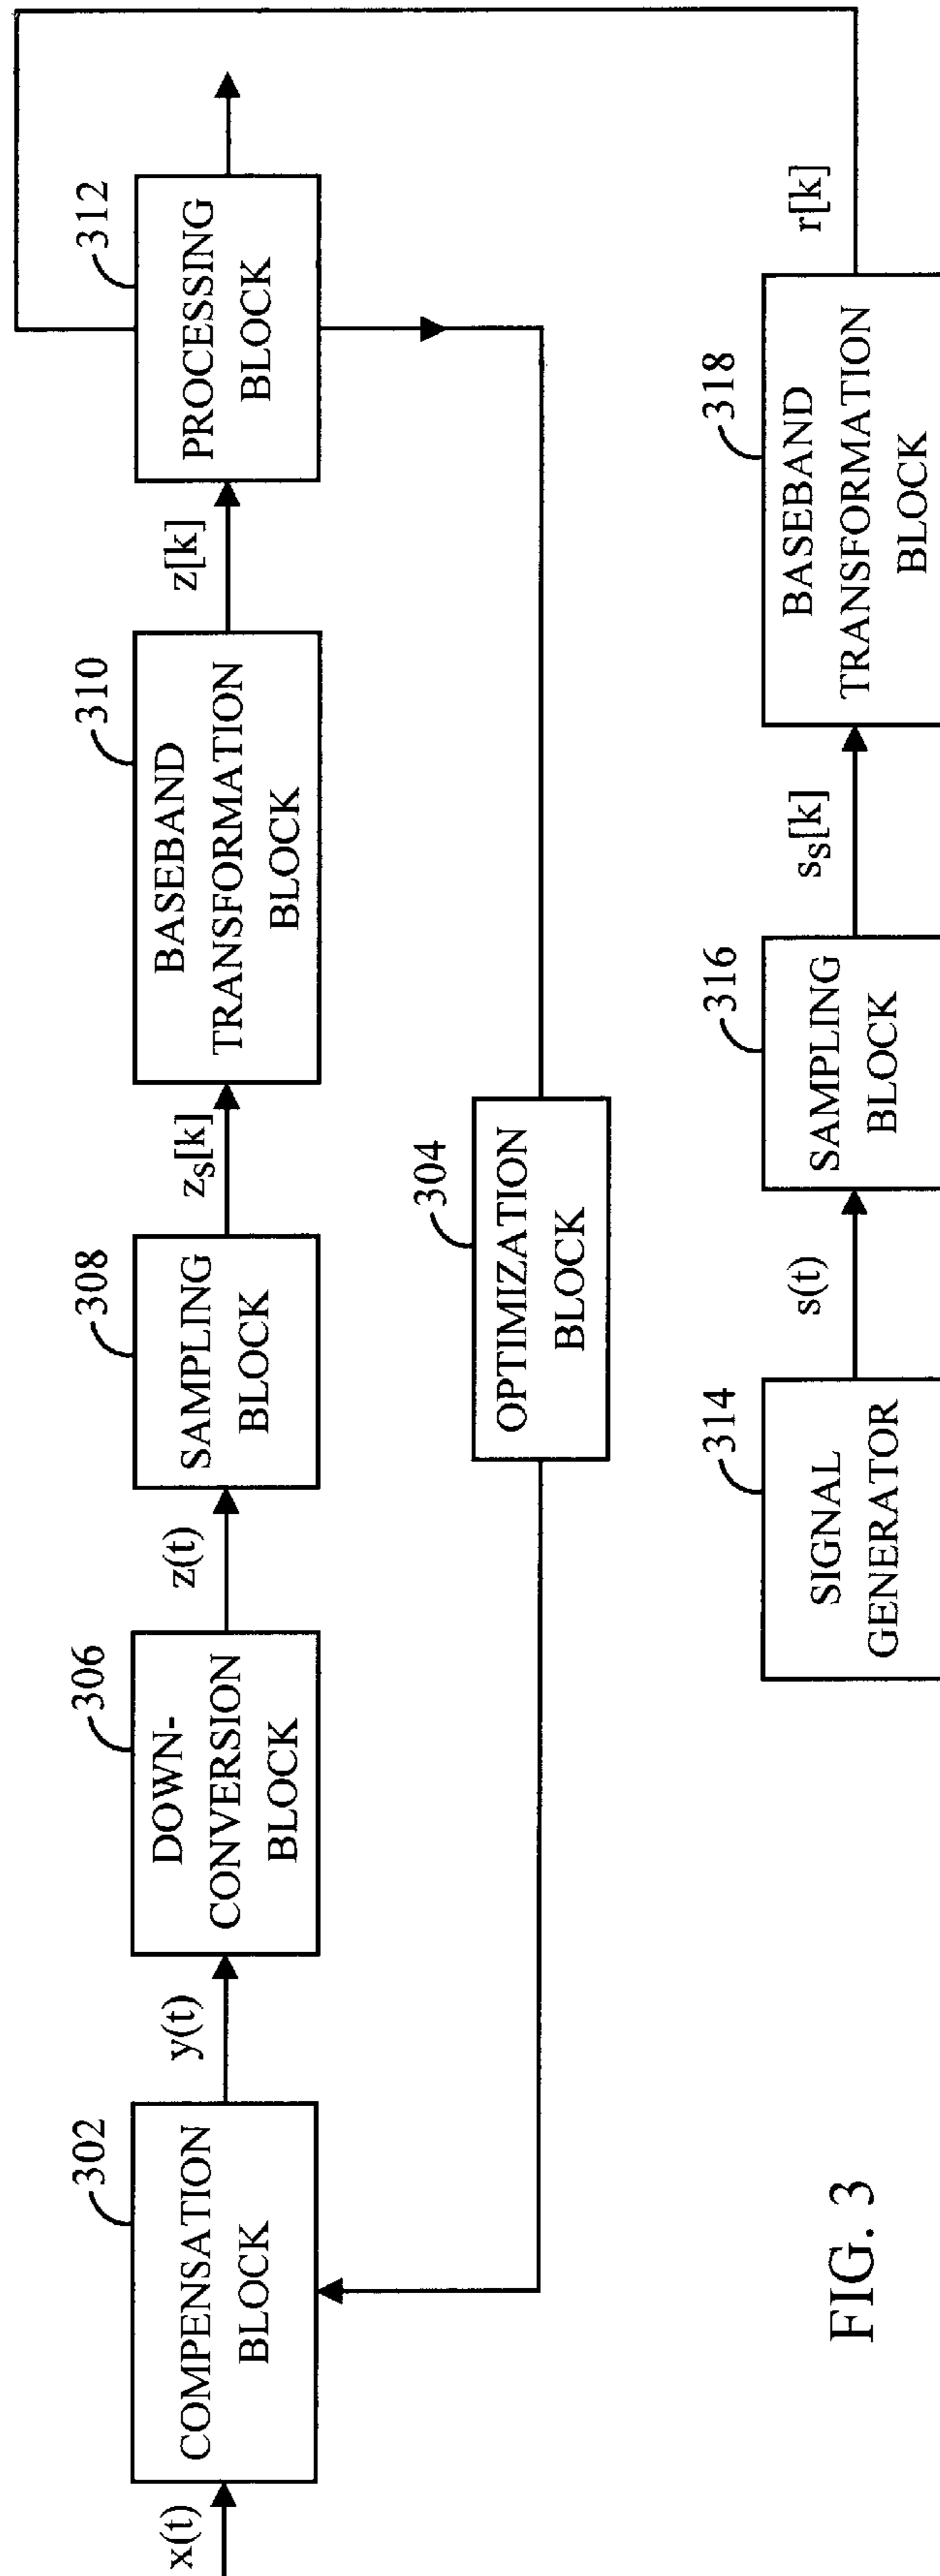 x(t)
302
COMPENSATION
BLOCK
y(t)
306
DOWN-
CONVERSION
BLOCK
z(t)
308
SAMPLING
BLOCK
zs[k]
310
BASEBAND
TRANSFORMATION
BLOCK
z[k]
312
PROCESSING
BLOCK
304
OPTIMIZATION
BLOCK
314
SIGNAL
GENERATOR
s(t)
316
SAMPLING
BLOCK
ss[k]
318
BASEBAND
TRANSFORMATION
BLOCK
r[k]
FIG. 3